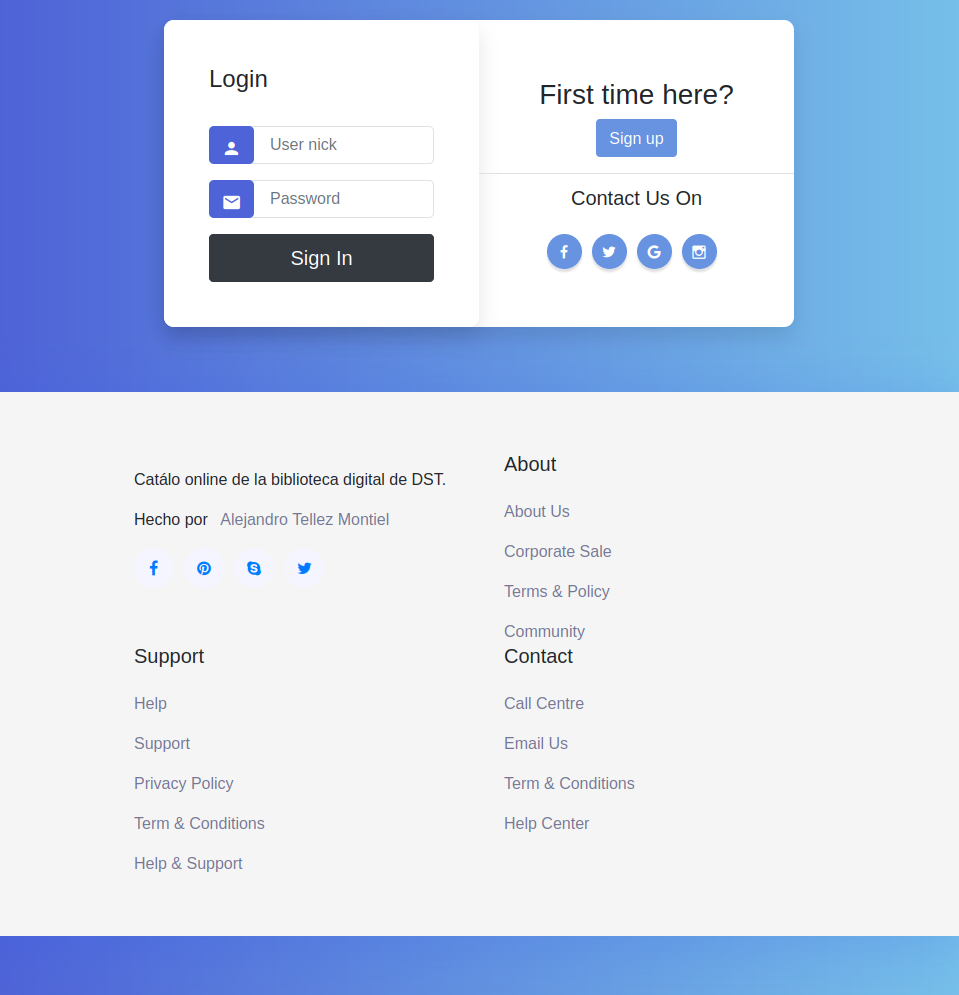 Login
User nick
Password
Sign In
First time here?
Sign up
Contact Us On
Catálo online de la biblioteca digital de DST.
Hecho por Alejandro Tellez Montiel
About
About Us
Corporate Sale
Terms & Policy
Community
Support
Help
Support
Privacy Policy
Term & Conditions
Help & Support
Contact
Call Centre
Email Us
Term & Conditions
Help Center